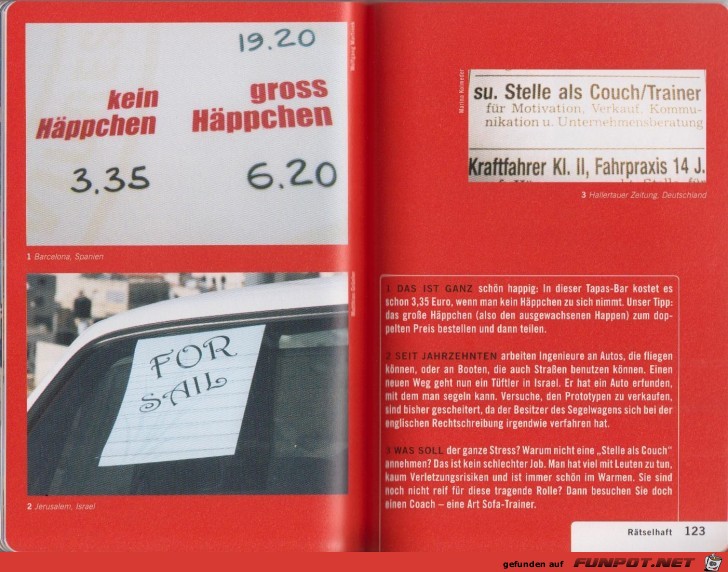 19.20
kein
Häppchen
gross
Häppchen
3.35
6.20
1 Barcelona, Spanien
FOR
SAIL
2 Jerusalem, Israel
su. Stelle als Couch/Trainer
für Motivation, Verkauf, Kommu-
nikation u. Unternehmensberatung
Kraftfahrer Kl. II, Fahrpraxis 14 J.
3 Hallertauer Zeitung, Deutschland
1 DAS IST GANZ schön happig: In dieser Tapas-Bar kostet es
schon 3,35 Euro, wenn man kein Häppchen zu sich nimmt. Unser Tipp:
das große Häppchen (also den ausgewachsenen Happen) zum dop-
pelten Preis bestellen und dann teilen.
2 SEIT JAHRZEHNTEN arbeiten Ingenieure an Autos, die fliegen
können, oder an Booten, die auch Straßen benutzen können. Einen
neuen Weg geht nun ein Tüftler in Israel. Er hat ein Auto erfunden,
mit dem man segeln kann. Versuche, den Prototypen zu verkaufen,
sind bisher gescheitert, da der Besitzer des Segelwagens sich bei der
englischen Rechtschreibung irgendwie verfahren hat.
3 WAS SOLL der ganze Stress? Warum nicht eine „Stelle als Couch"
annehmen? Das ist kein schlechter Job. Man hat viel mit Leuten zu tun,
kaum Verletzungsrisiken und ist immer schön im Warmen. Sie sind
noch nicht reif für diese tragende Rolle? Dann besuchen Sie doch
einen Coach – eine Art Sofa-Trainer.
Rätselhaft 123
gefunden auf FUNPOT.NET